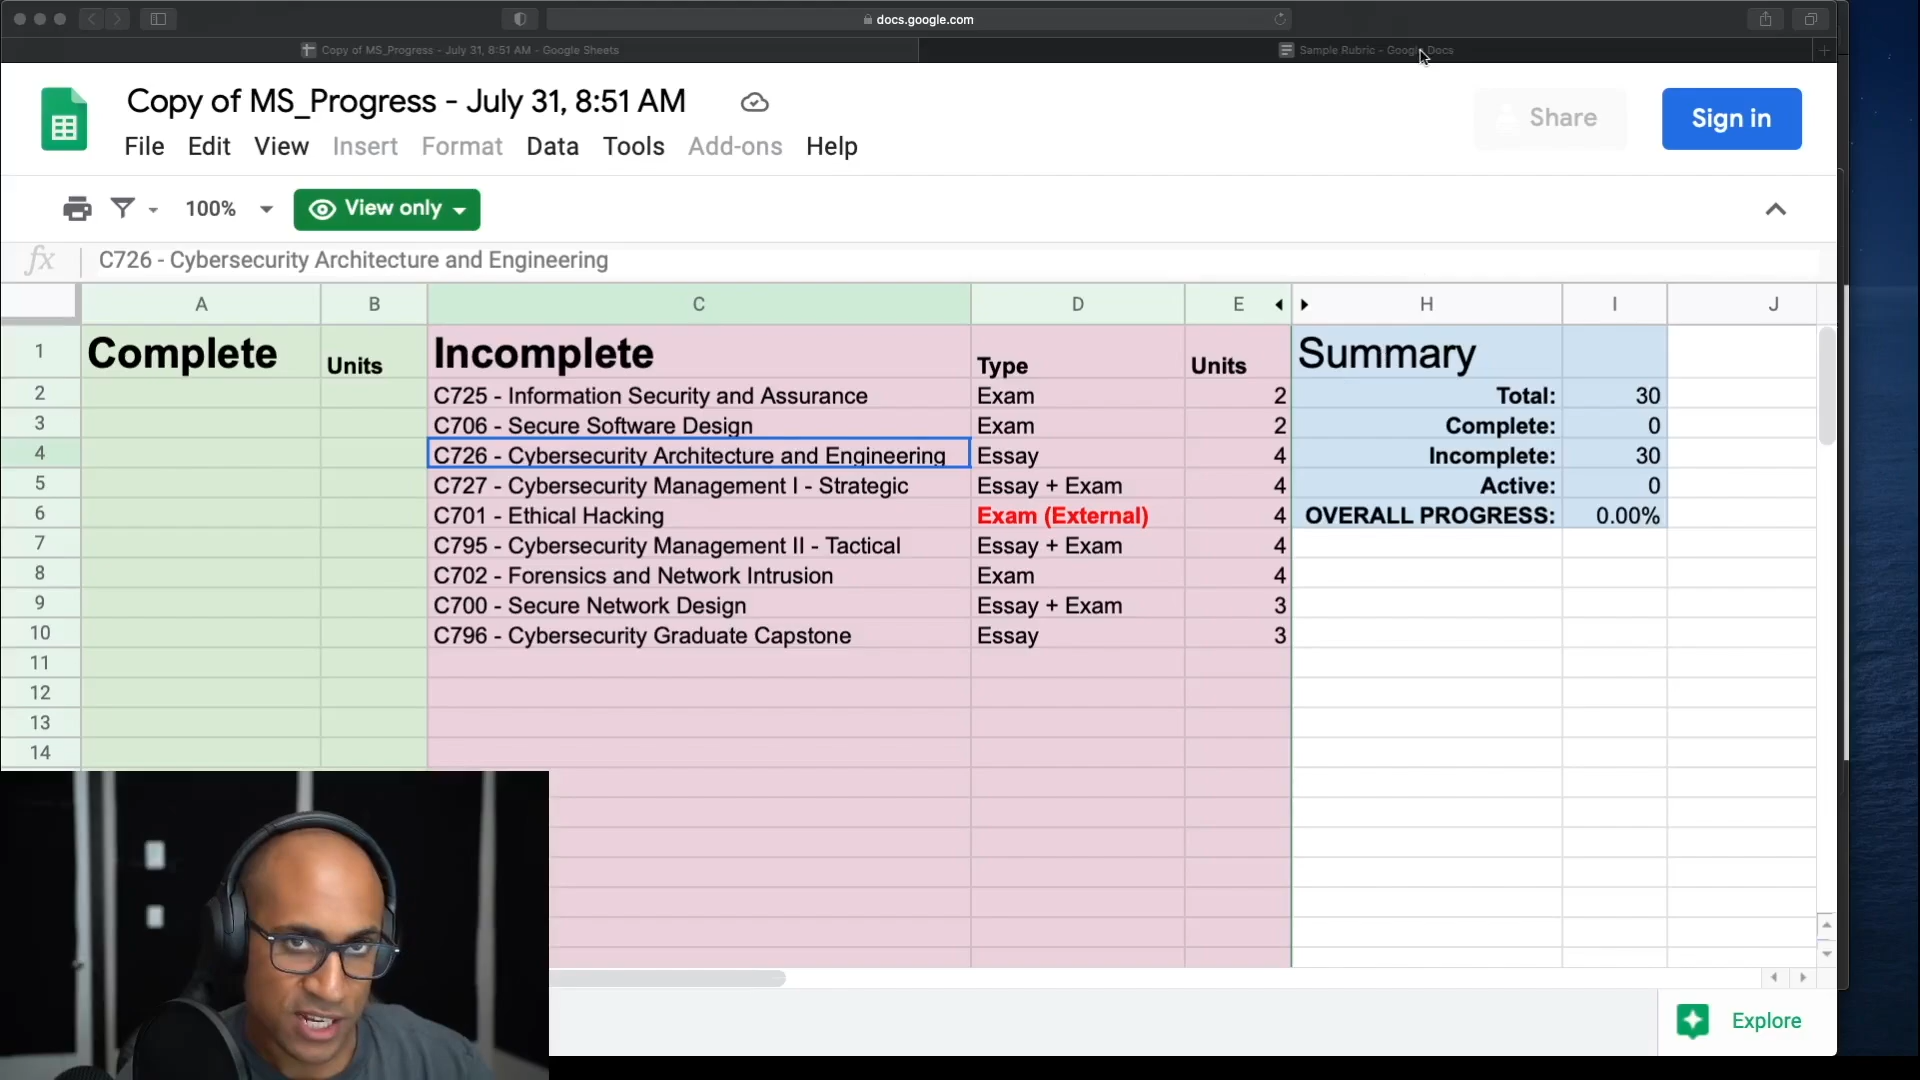 docs.google.com
Copy of MS_Progress - July 31, 8:51 AM - Google Sheets
Sample Rubric - Google Docs
Copy of MS_Progress - July 31, 8:51 AM
Share
Sign in
File Edit View Insert Format Data Tools Add-ons Help
100% View only
fx C726 - Cybersecurity Architecture and Engineering
A B C D E H I J
1 Complete Units Incomplete Type Units Summary
2 C725 - Information Security and Assurance Exam 2 Total: 30
3 C706 - Secure Software Design Exam 2 Complete: 0
4 C726 - Cybersecurity Architecture and Engineering Essay 4 Incomplete: 30
5 C727 - Cybersecurity Management I - Strategic Essay + Exam 4 Active: 0
6 C701 - Ethical Hacking Exam (External) 4 OVERALL PROGRESS: 0.00%
7 C795 - Cybersecurity Management II - Tactical Essay + Exam 4
8 C702 - Forensics and Network Intrusion Exam 4
9 C700 - Secure Network Design Essay + Exam 3
10 C796 - Cybersecurity Graduate Capstone Essay 3
11
12
13
14
Explore